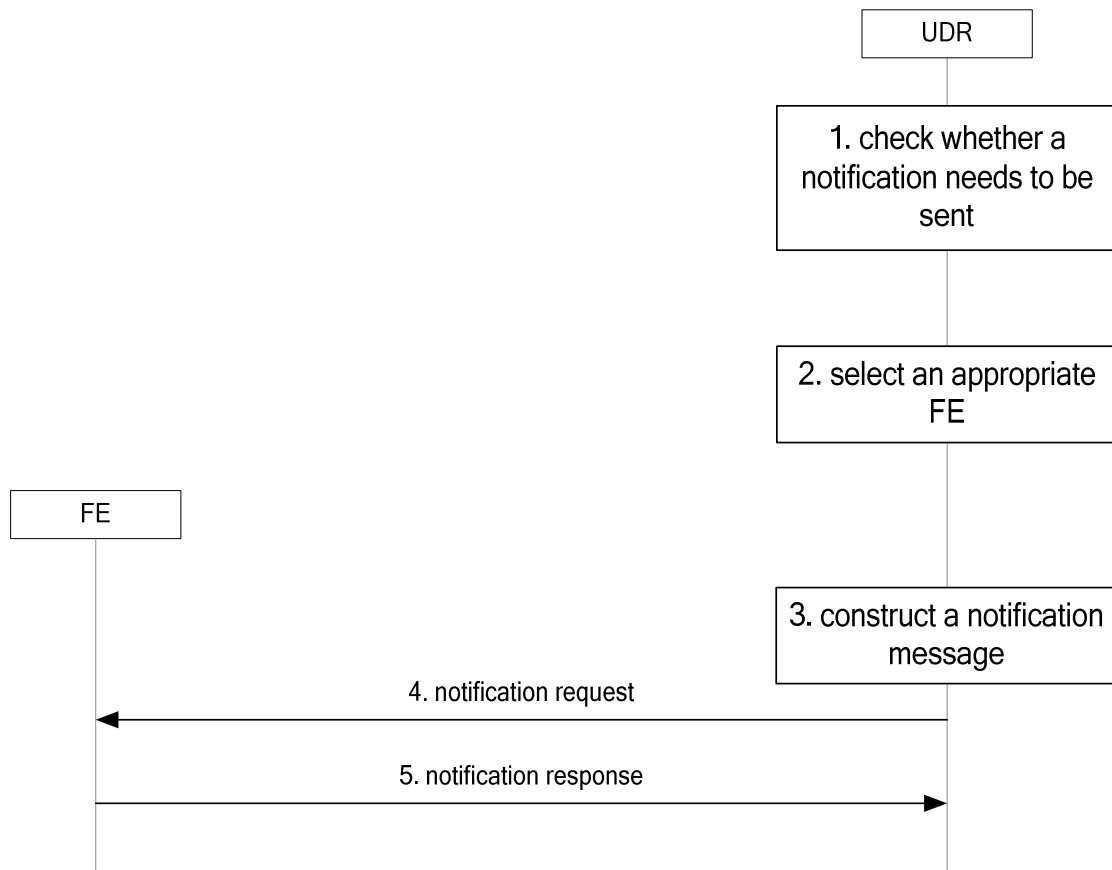 UDR
1. check whether a
notification needs to be
sent
2. select an appropriate
FE
FE
3. construct a notification
message
4. notification request
5. notification response